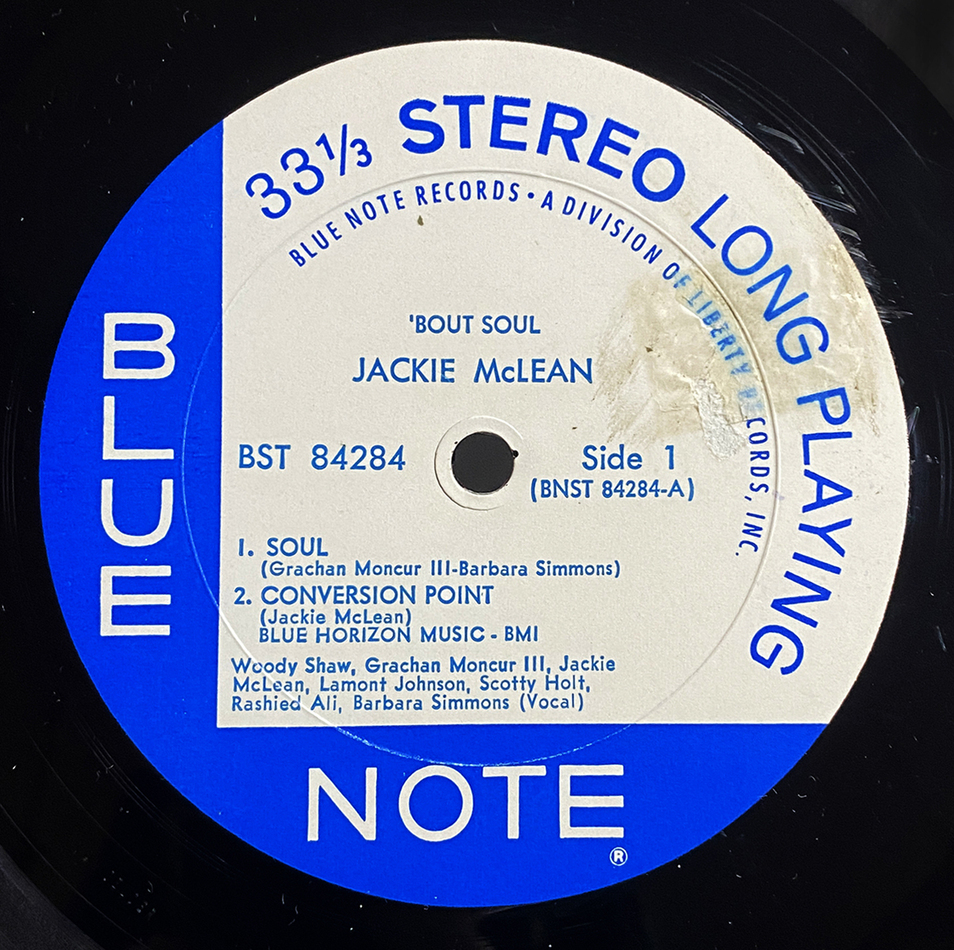 33⅓ STEREO LONG PLAYING
BLUE NOTE RECORDS • A DIVISION OF LIBERTY RECORDS, INC.
'BOUT SOUL
JACKIE McLEAN
BST 84284
Side 1
(BNST 84284-A)
1. SOUL
(Grachan Moncur III-Barbara Simmons)
2. CONVERSION POINT
(Jackie McLean)
BLUE HORIZON MUSIC - BMI
Woody Shaw, Grachan Moncur III, Jackie
McLean, Lamont Johnson, Scotty Holt,
Rashied Ali, Barbara Simmons (Vocal)
BLUE
NOTE
®